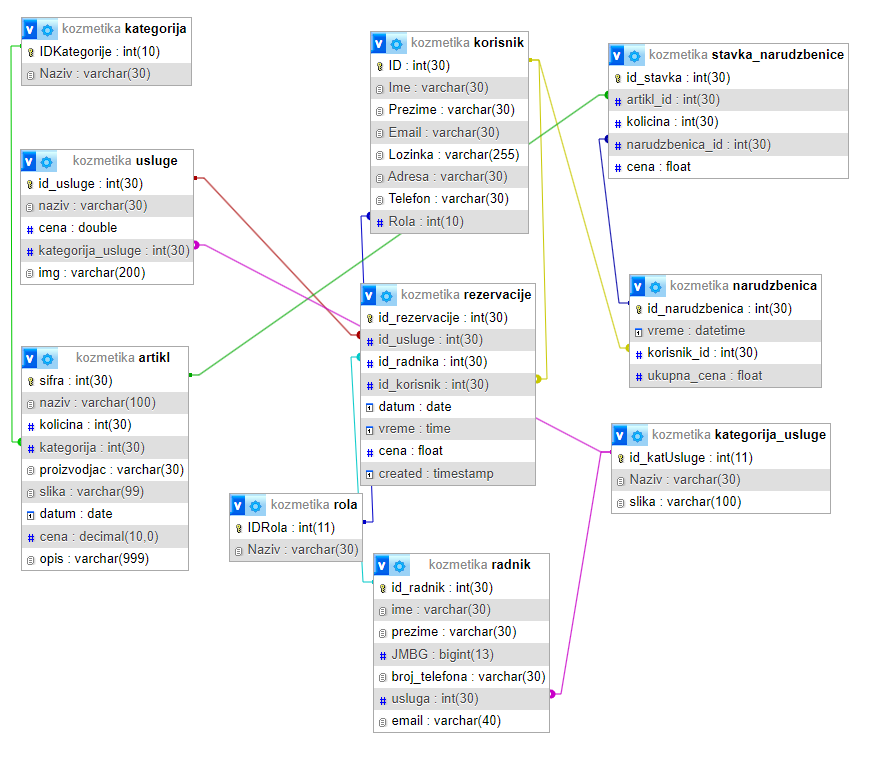 kozmetika kategorija
IDKategorije : int(10)
Naziv : varchar(30)
kozmetika usluge
id_usluge : int(30)
naziv : varchar(30)
cena : double
kategorija_usluge : int(30)
img : varchar(200)
kozmetika artikl
sifra : int(30)
naziv : varchar(100)
kolicina : int(30)
kategorija : int(30)
proizvodjac : varchar(30)
slika : varchar(99)
datum : date
cena : decimal(10,0)
opis : varchar(999)
kozmetika korisnik
ID : int(30)
Ime : varchar(30)
Prezime : varchar(30)
Email : varchar(30)
Lozinka : varchar(255)
Adresa : varchar(30)
Telefon : varchar(30)
Rola : int(10)
kozmetika rezervacije
id_rezervacije : int(30)
id_usluge : int(30)
id_radnika : int(30)
id_korisnik : int(30)
datum : date
vreme : time
cena : float
created : timestamp
kozmetika rola
IDRola : int(11)
Naziv : varchar(30)
kozmetika radnik
id_radnik : int(30)
ime : varchar(30)
prezime : varchar(30)
JMBG : bigint(13)
broj_telefona : varchar(30)
usluga : int(30)
email : varchar(40)
kozmetika stavka_narudzbenice
id_stavka : int(30)
artikl_id : int(30)
kolicina : int(30)
narudzbenica_id : int(30)
cena : float
kozmetika narudzbenica
id_narudzbenica : int(30)
vreme : datetime
korisnik_id : int(30)
ukupna_cena : float
kozmetika kategorija_usluge
id_katUsluge : int(11)
Naziv : varchar(30)
slika : varchar(100)